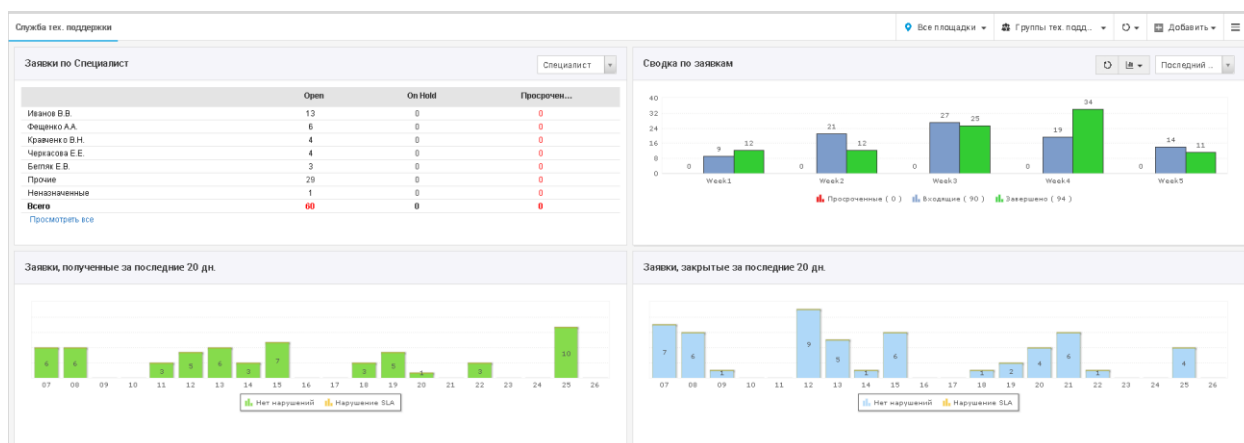 Служба тех. поддержки
Все площадки
Группы тех. подд...
Добавить
Заявки по Специалист
Специалист
Open On Hold Просрочен...
Иванов В.В. 13 0 0
Фещенко А.А. 6 0 0
Кравченко В.Н. 4 0 0
Черкасова Е.Е. 4 0 0
Бегляк Е.В. 3 0 0
Прочие 29 0 0
Неназначенные 1 0 0
Всего 60 0 0
Просмотреть все
Сводка по заявкам
Последний ...
40
32
24
16
8
0
0 9 12
0 21 12
0 27 25
0 19 34
0 14 11
Week1 Week2 Week3 Week4 Week5
Просроченные ( 0 ) Входящие ( 90 ) Завершено ( 94 )
Заявки, полученные за последние 20 дн.
6 6 3 5 6 3 7 3 5 1 3 10
07 08 09 10 11 12 13 14 15 16 17 18 19 20 21 22 23 24 25 26
Нет нарушений Нарушение SLA
Заявки, закрытые за последние 20 дн.
7 6 1 9 5 1 6 1 2 4 6 1 4
07 08 09 10 11 12 13 14 15 16 17 18 19 20 21 22 23 24 25 26
Нет нарушений Нарушение SLA